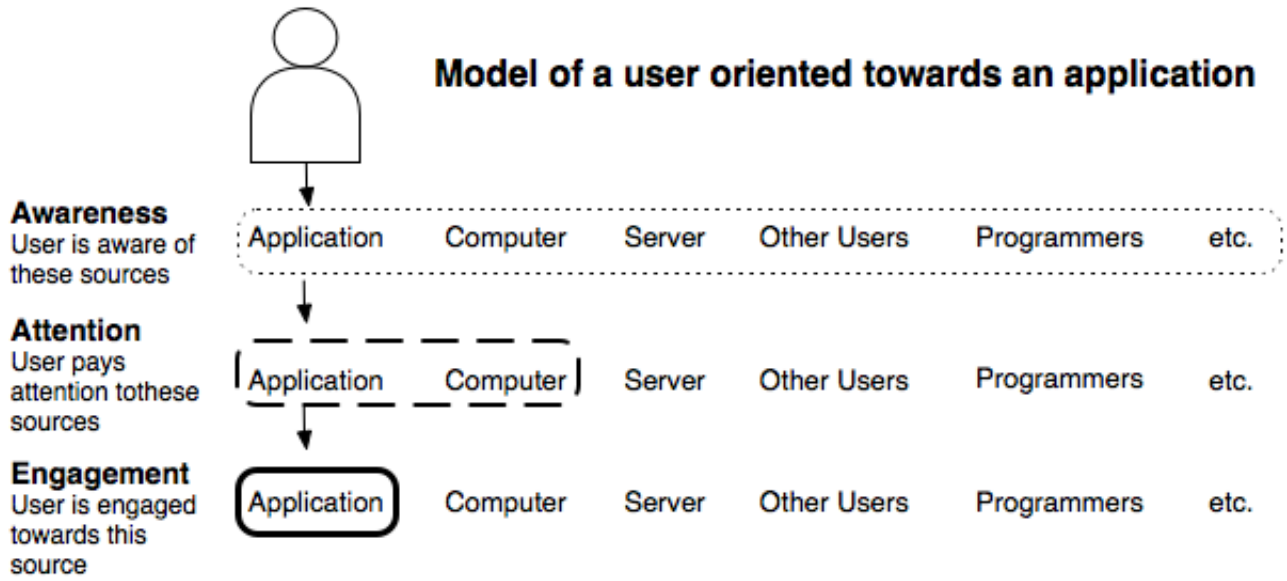 Model of a user oriented towards an application
Awareness
User is aware of
these sources
Application Computer Server Other Users Programmers etc.
Attention
User pays
attention tothese
sources
Application Computer Server Other Users Programmers etc.
Engagement
User is engaged
towards this
source
Application Computer Server Other Users Programmers etc.